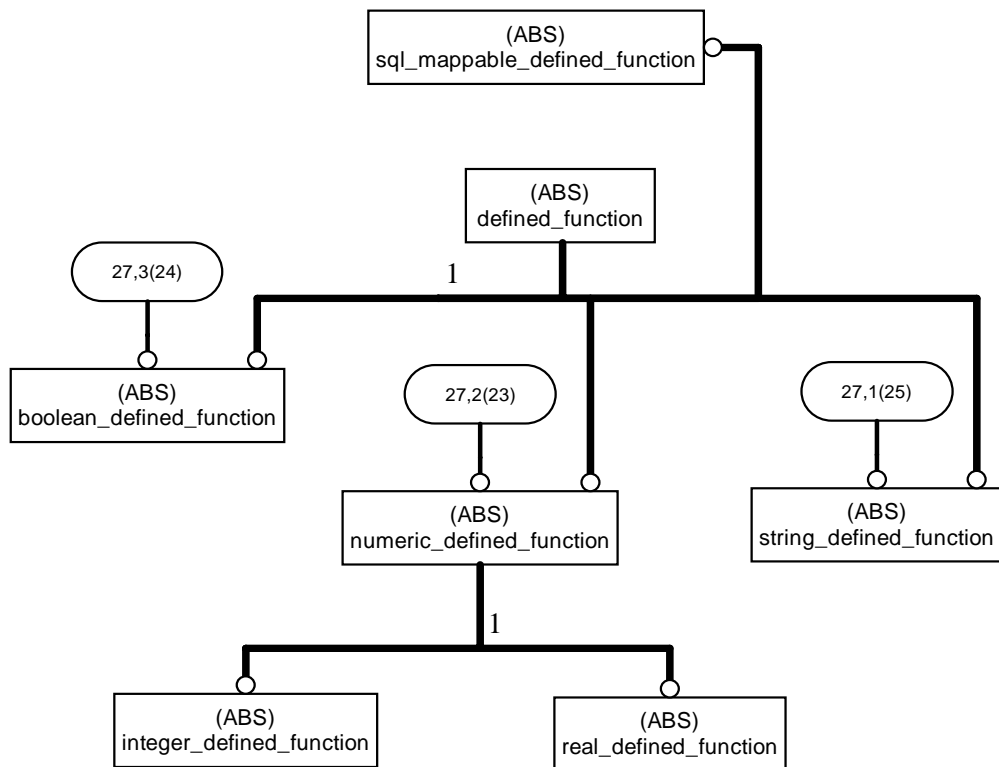 (ABS)
sql_mappable_defined_function
(ABS)
defined_function
27,3(24)
1
(ABS)
boolean_defined_function
27,2(23)
27,1(25)
(ABS)
numeric_defined_function
(ABS)
string_defined_function
1
(ABS)
integer_defined_function
(ABS)
real_defined_function